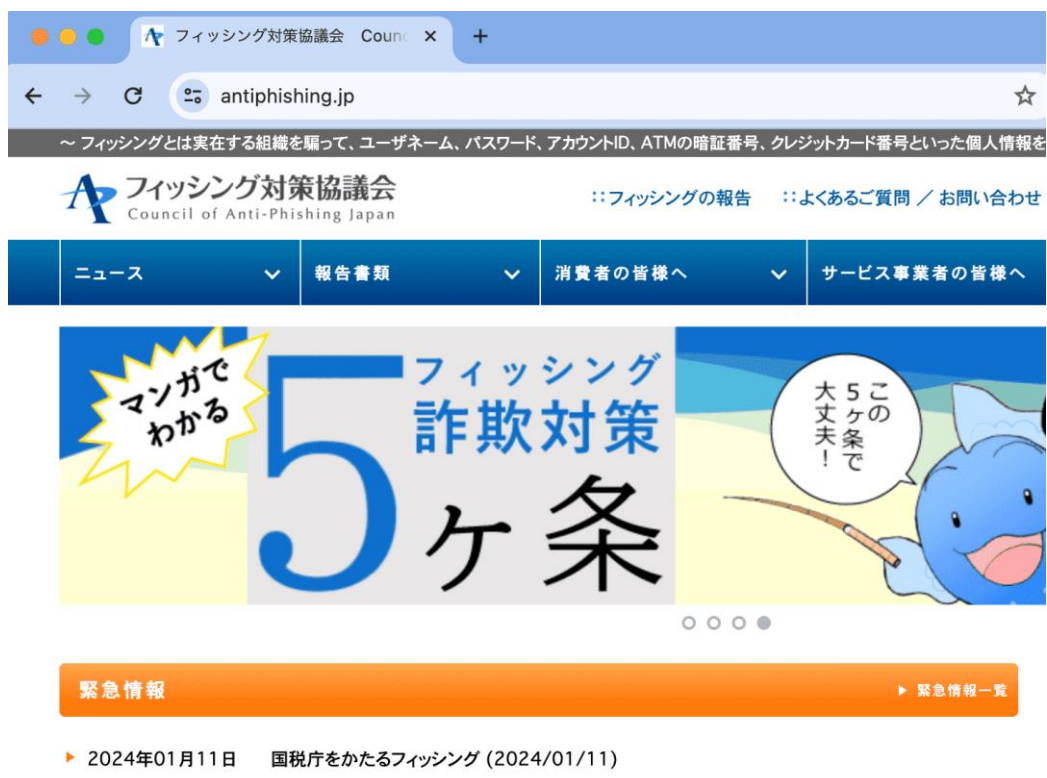 フィッシング対策協議会 Coun
antiphishing.jp
～ フィッシングとは実在する組織を騙って、ユーザネーム、パスワード、アカウントID、ATMの暗証番号、クレジットカード番号といった個人情報を
フィッシング対策協議会
Council of Anti-Phishing Japan
フィッシングの報告
よくあるご質問 ／ お問い合わせ
ニュース
報告書類
消費者の皆様へ
サービス事業者の皆様へ
マンガで
わかる
フィッシング
詐欺対策
5ヶ条
この
5ヶ条で
大丈夫！
緊急情報
緊急情報一覧
2024年01月11日 国税庁をかたるフィッシング (2024/01/11)